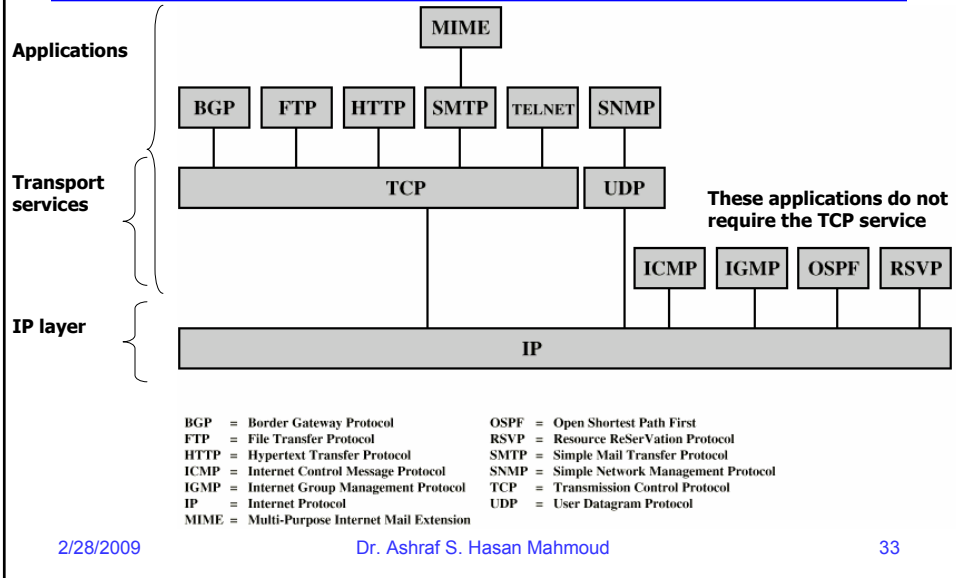 MIME
Applications
BGP FTP HTTP SMTP TELNET SNMP
Transport
services
TCP UDP
These applications do not
require the TCP service
ICMP IGMP OSPF RSVP
IP layer
IP
BGP = Border Gateway Protocol
FTP = File Transfer Protocol
HTTP = Hypertext Transfer Protocol
ICMP = Internet Control Message Protocol
IGMP = Internet Group Management Protocol
IP = Internet Protocol
MIME = Multi-Purpose Internet Mail Extension
OSPF = Open Shortest Path First
RSVP = Resource ReSerVation Protocol
SMTP = Simple Mail Transfer Protocol
SNMP = Simple Network Management Protocol
TCP = Transmission Control Protocol
UDP = User Datagram Protocol
2/28/2009 Dr. Ashraf S. Hasan Mahmoud 33